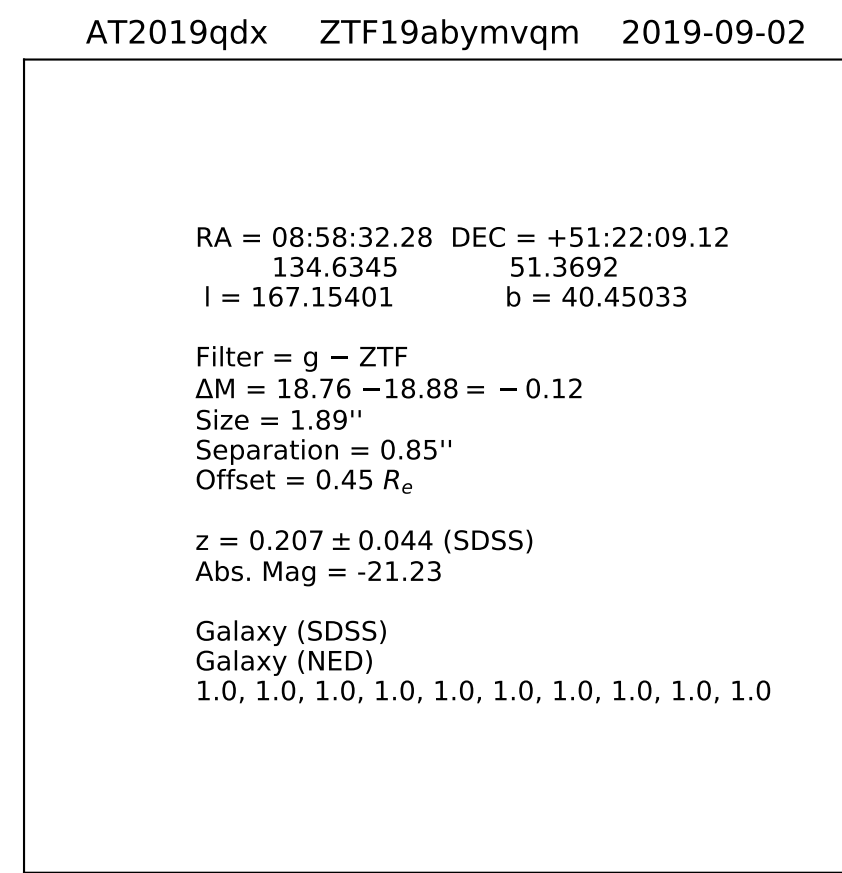 AT2019qdx ZTF19abymvqm 2019-09-02
RA = 08:58:32.28 DEC = +51:22:09.12
134.6345 51.3692
l = 167.15401 b = 40.45033
Filter = g − ZTF
ΔM = 18.76 −18.88 = − 0.12
Size = 1.89''
Separation = 0.85''
Offset = 0.45 Rₑ
z = 0.207 ± 0.044 (SDSS)
Abs. Mag = -21.23
Galaxy (SDSS)
Galaxy (NED)
1.0, 1.0, 1.0, 1.0, 1.0, 1.0, 1.0, 1.0, 1.0, 1.0